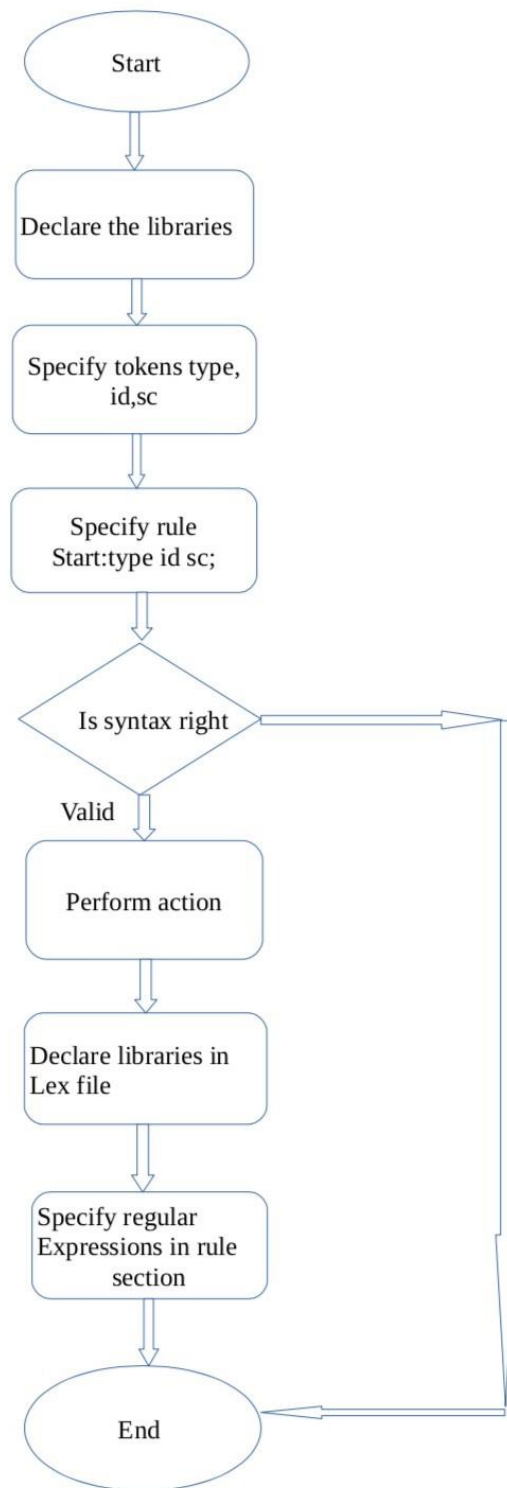 Start
Declare the libraries
Specify tokens type,
id,sc
Specify rule
Start:type id sc;
Is syntax right
Valid
Perform action
Declare libraries in
Lex file
Specify regular
Expressions in rule
section
End